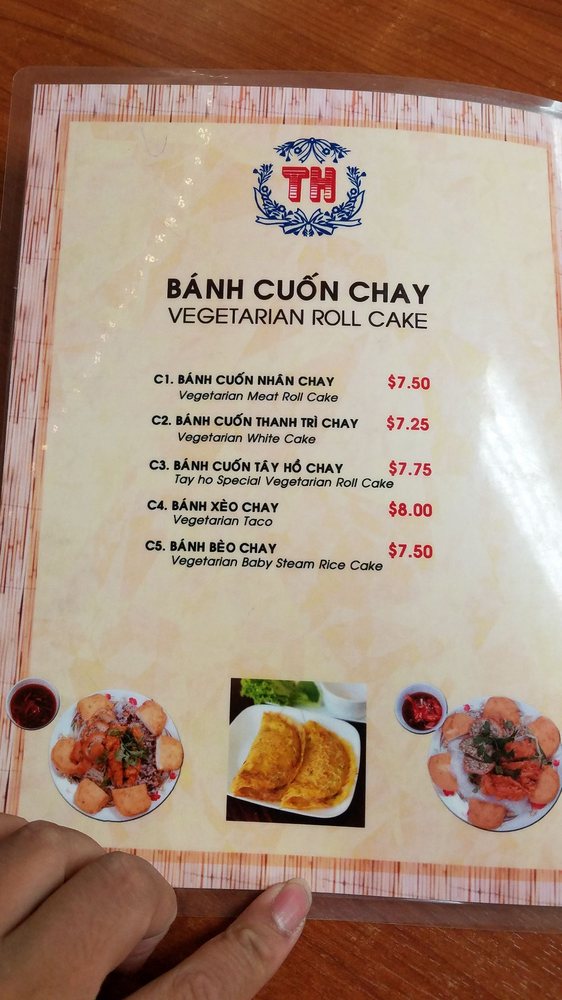 TH
BÁNH CUỐN CHAY
VEGETARIAN ROLL CAKE
C1. BÁNH CUỐN NHÂN CHAY $7.50
Vegetarian Meat Roll Cake
C2. BÁNH CUỐN THANH TRÌ CHAY $7.25
Vegetarian White Cake
C3. BÁNH CUỐN TÂY HỒ CHAY $7.75
Tay ho Special Vegetarian Roll Cake
C4. BÁNH XÈO CHAY $8.00
Vegetarian Taco
C5. BÁNH BÈO CHAY $7.50
Vegetarian Baby Steam Rice Cake